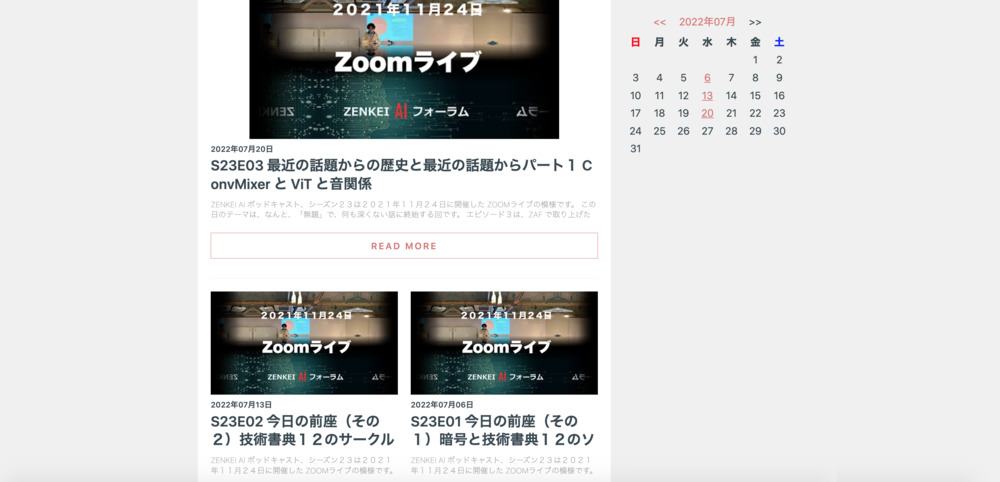 2021年11月24日
Zoomライブ
ZENKEI AI フォーラム
2022年07月20日
S23E03 最近の話題からの歴史と最近の話題からパート１ C
onvMixer と ViT と音関係
ZENKEI AI ポッドキャスト、シーズン２３は２０２１年１１月２４日に開催した ZOOMライブの模様です。 この
日のテーマは、なんと、「無題」で、何も深くない話に終始する回です。 エピソード３は、ZAF で取り上げた
READ MORE
2021年11月24日
Zoomライブ
ZENKEI AI フォーラム
2022年07月13日
S23E02 今日の前座（その
２）技術書典１２のサークル
ZENKEI AI ポッドキャスト、シーズン２３は２０２１
年１１月２４日に開催した ZOOMライブの模様です。
2021年11月24日
Zoomライブ
ZENKEI AI フォーラム
2022年07月06日
S23E01 今日の前座（その
１）暗号と技術書典１２のソ
ZENKEI AI ポッドキャスト、シーズン２３は２０２１
年１１月２４日に開催した ZOOMライブの模様です。
<< 2022年07月 >>
日 月 火 水 木 金 土
1 2
3 4 5 6 7 8 9
10 11 12 13 14 15 16
17 18 19 20 21 22 23
24 25 26 27 28 29 30
31